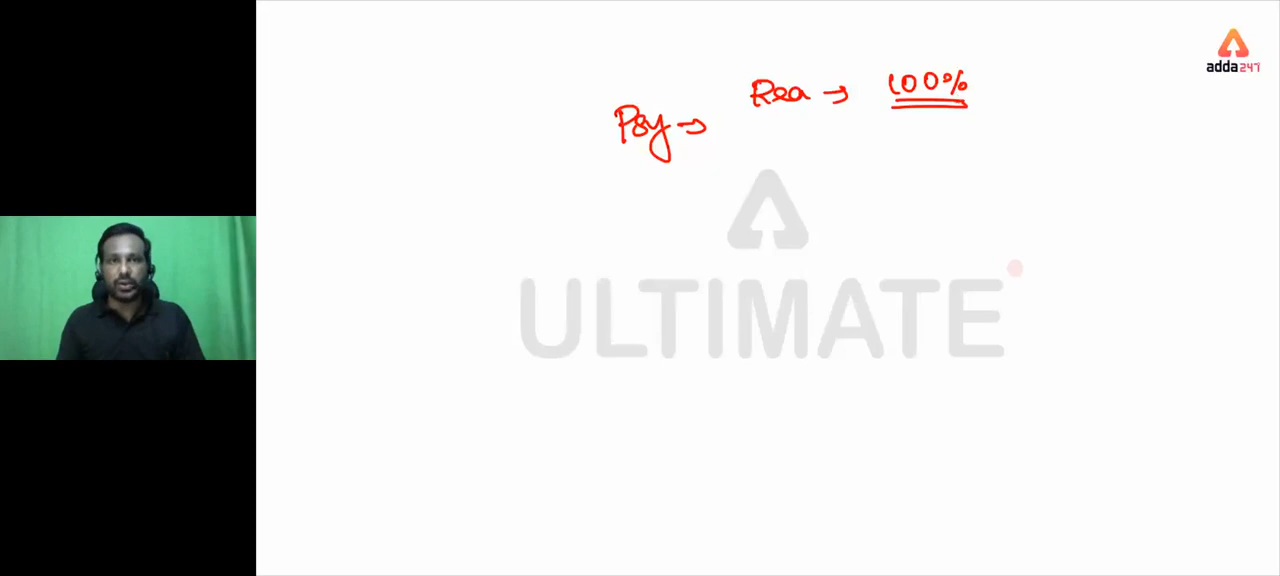 adda247
Rea → 100%
Psy →
ULTIMATE